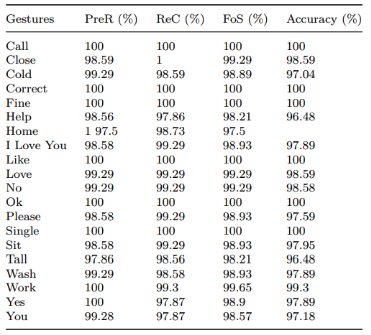 Gestures PreR (%) ReC (%) FoS (%) Accuracy (%)
Call 100 100 100 100
Close 98.59 1 99.29 98.59
Cold 99.29 98.59 98.89 97.04
Correct 100 100 100 100
Fine 100 100 100 100
Help 98.56 97.86 98.21 96.48
Home 1 97.5 98.73 97.5
I Love You 98.58 99.29 98.93 97.89
Like 100 100 100 100
Love 99.29 99.29 99.29 98.59
No 99.29 99.29 99.29 98.58
Ok 100 100 100 100
Please 98.58 99.29 98.93 97.59
Single 100 100 100 100
Sit 98.58 99.29 98.93 97.95
Tall 97.86 98.56 98.21 96.48
Wash 99.29 98.58 98.93 97.89
Work 100 99.3 99.65 99.3
Yes 100 97.87 98.9 97.89
You 99.28 97.87 98.57 97.18